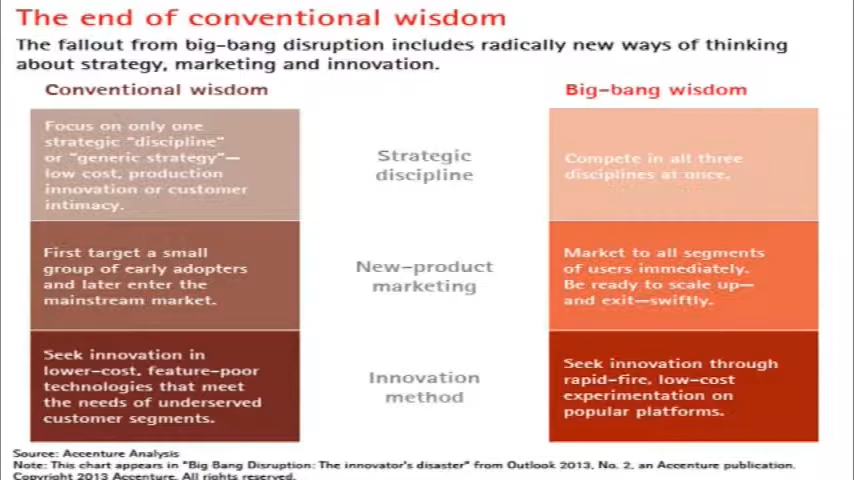 The end of conventional wisdom
The fallout from big-bang disruption includes radically new ways of thinking
about strategy, marketing and innovation.
Conventional wisdom
Big-bang wisdom
Focus on only one
strategic "discipline"
or "generic strategy"—
low cost, production
innovation or customer
intimacy.
Strategic
discipline
Compete in all three
disciplines at once.
First target a small
group of early adopters
and later enter the
mainstream market.
New-product
marketing
Market to all segments
of users immediately.
Be ready to scale up—
and exit—swiftly.
Seek innovation in
lower-cost, feature-poor
technologies that meet
the needs of underserved
customer segments.
Innovation
method
Seek innovation through
rapid-fire, low-cost
experimentation on
popular platforms.
Source: Accenture Analysis
Note: This chart appears in "Big Bang Disruption: The innovator's disaster" from Outlook 2013, No. 2, an Accenture publication.
Copyright 2013 Accenture. All rights reserved.